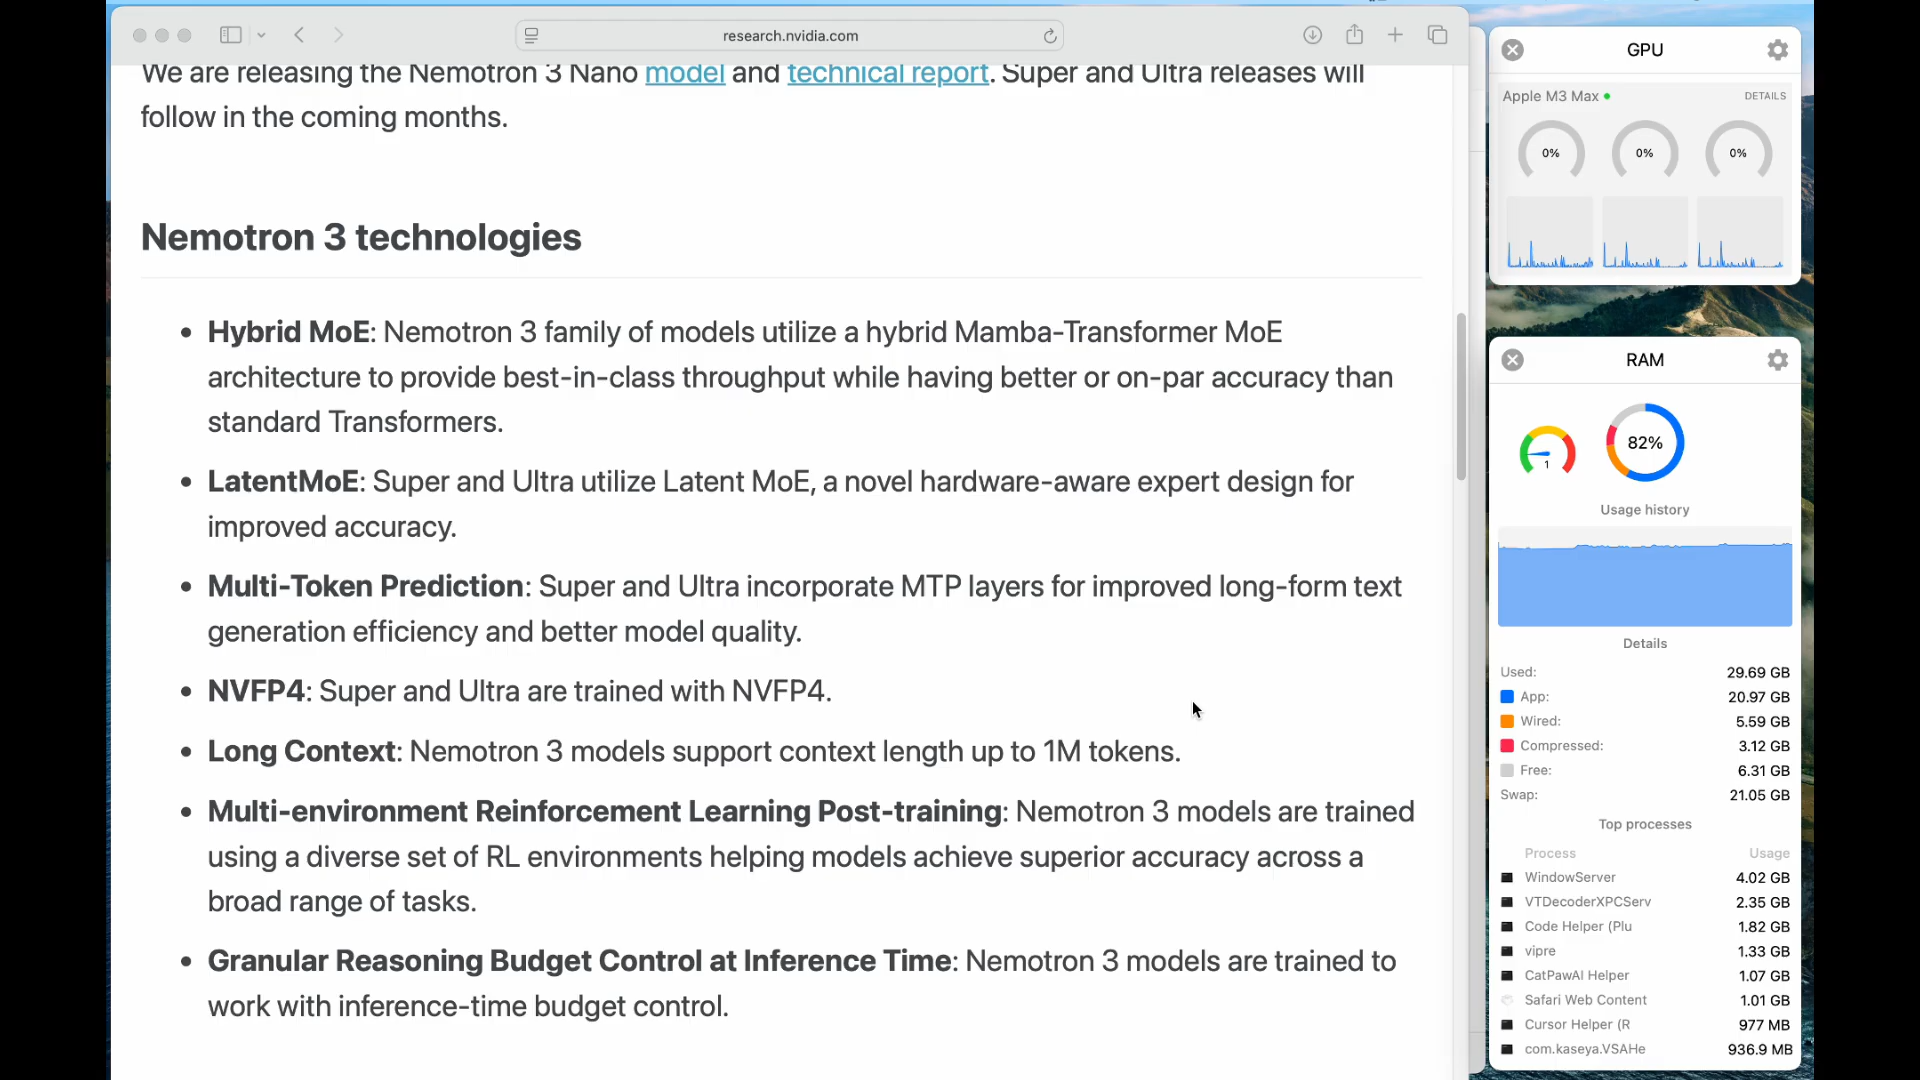 research.nvidia.com
We are releasing the Nemotron 3 Nano model and technical report. Super and Ultra releases will
follow in the coming months.
Nemotron 3 technologies
• Hybrid MoE: Nemotron 3 family of models utilize a hybrid Mamba-Transformer MoE
architecture to provide best-in-class throughput while having better or on-par accuracy than
standard Transformers.
• LatentMoE: Super and Ultra utilize Latent MoE, a novel hardware-aware expert design for
improved accuracy.
• Multi-Token Prediction: Super and Ultra incorporate MTP layers for improved long-form text
generation efficiency and better model quality.
• NVFP4: Super and Ultra are trained with NVFP4.
• Long Context: Nemotron 3 models support context length up to 1M tokens.
• Multi-environment Reinforcement Learning Post-training: Nemotron 3 models are trained
using a diverse set of RL environments helping models achieve superior accuracy across a
broad range of tasks.
• Granular Reasoning Budget Control at Inference Time: Nemotron 3 models are trained to
work with inference-time budget control.
GPU
Apple M3 Max DETAILS
0% 0% 0%
RAM
1 82%
Usage history
Details
Used: 29.69 GB
App: 20.97 GB
Wired: 5.59 GB
Compressed: 3.12 GB
Free: 6.31 GB
Swap: 21.05 GB
Top processes
Process Usage
WindowServer 4.02 GB
VTDecoderXPCServ 2.35 GB
Code Helper (Plu 1.82 GB
vipre 1.33 GB
CatPawAI Helper 1.07 GB
Safari Web Content 1.01 GB
Cursor Helper (R 977 MB
com.kaseya.VSAHe 936.9 MB